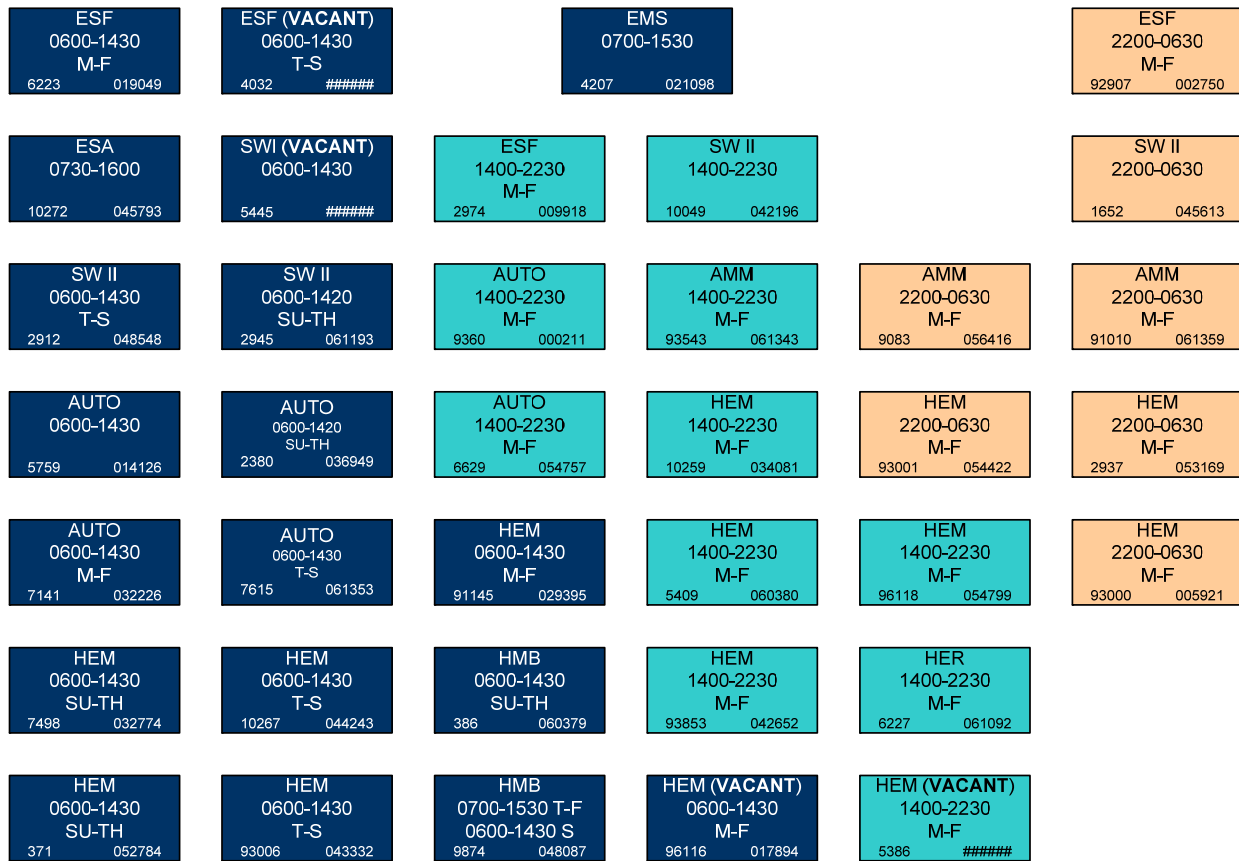 ESF
0600-1430
M-F
6223 019049
ESF (VACANT)
0600-1430
T-S
4032 ######
EMS
0700-1530
4207 021098
ESF
2200-0630
M-F
92907 002750
ESA
0730-1600
10272 045793
SWI (VACANT)
0600-1430
5445 ######
ESF
1400-2230
M-F
2974 009918
SW II
1400-2230
10049 042196
SW II
2200-0630
1652 045613
SW II
0600-1430
T-S
2912 048548
SW II
0600-1420
SU-TH
2945 061193
AUTO
1400-2230
M-F
9360 000211
AMM
1400-2230
M-F
93543 061343
AMM
2200-0630
M-F
9083 056416
AMM
2200-0630
M-F
91010 061359
AUTO
0600-1430
5759 014126
AUTO
0600-1420
SU-TH
2380 036949
AUTO
1400-2230
M-F
6629 054757
HEM
1400-2230
M-F
10259 034081
HEM
2200-0630
M-F
93001 054422
HEM
2200-0630
M-F
2937 053169
AUTO
0600-1430
M-F
7141 032226
AUTO
0600-1430
T-S
7615 061353
HEM
0600-1430
M-F
91145 029395
HEM
1400-2230
M-F
5409 060380
HEM
1400-2230
M-F
96118 054799
HEM
2200-0630
M-F
93000 005921
HEM
0600-1430
SU-TH
7498 032774
HEM
0600-1430
T-S
10267 044243
HMB
0600-1430
SU-TH
386 060379
HEM
1400-2230
M-F
93853 042652
HER
1400-2230
M-F
6227 061092
HEM
0600-1430
SU-TH
371 052784
HEM
0600-1430
T-S
93006 043332
HMB
0700-1530 T-F
0600-1430 S
9874 048087
HEM (VACANT)
0600-1430
M-F
96116 017894
HEM (VACANT)
1400-2230
M-F
5386 ######